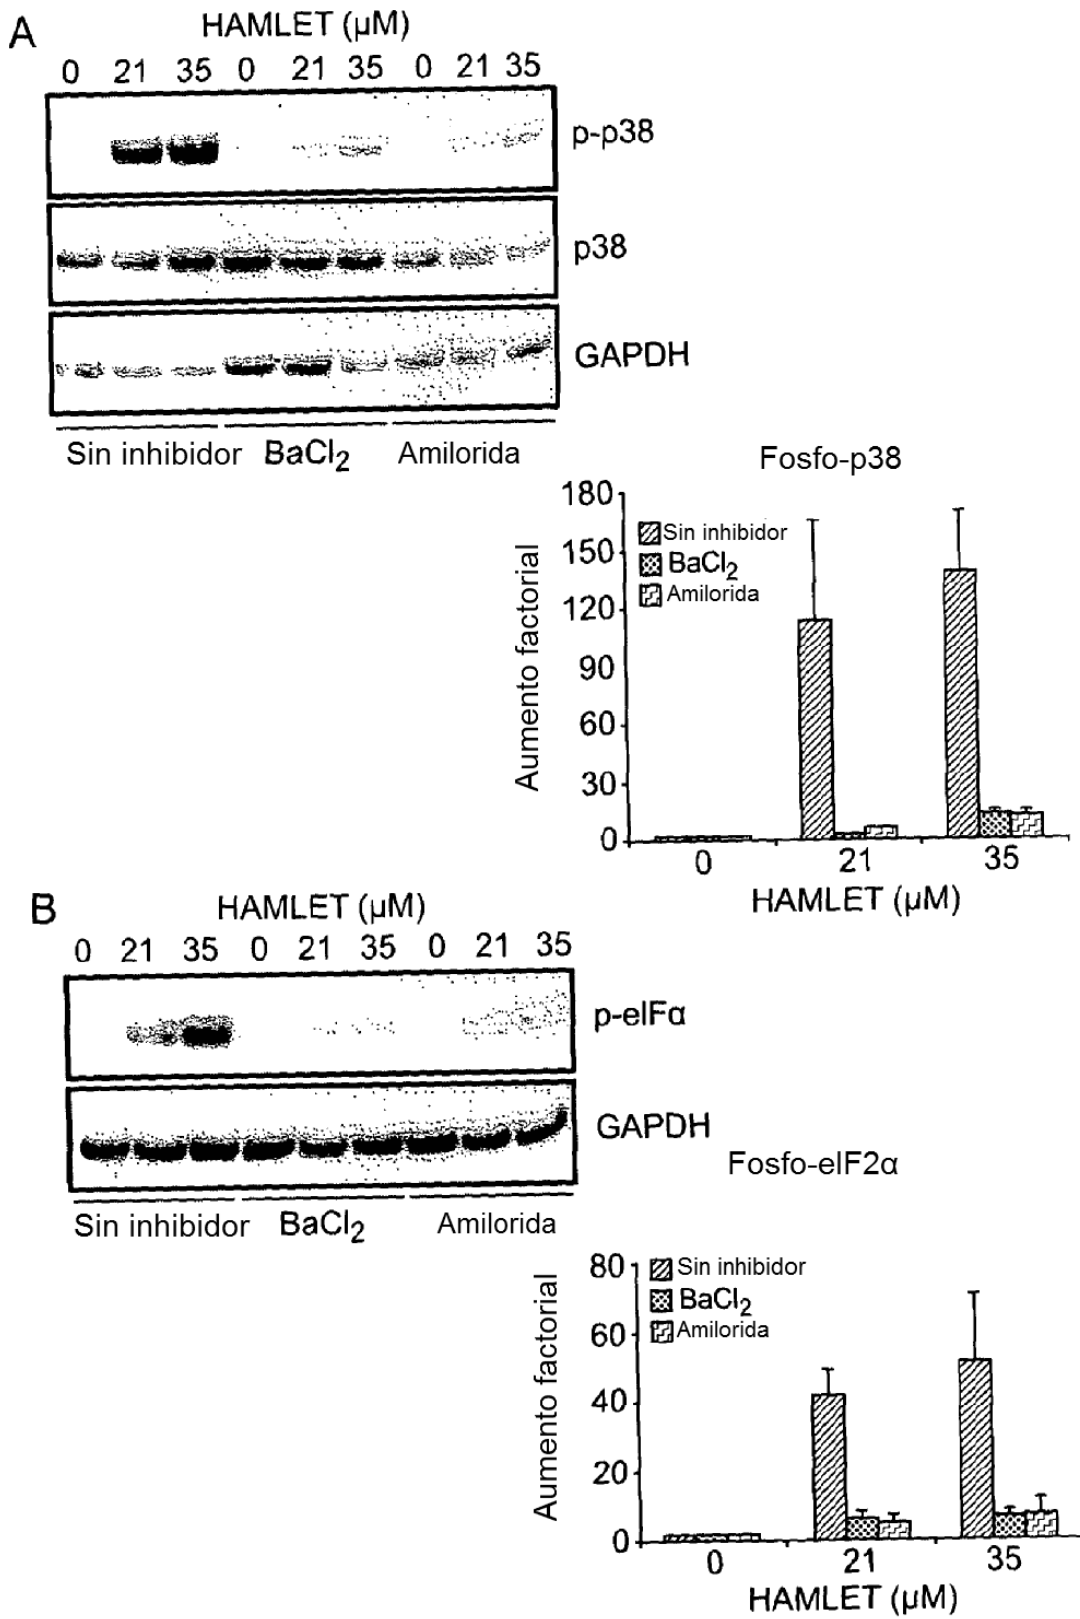 A
HAMLET (µM)
0 21 35 0 21 35 0 21 35
p-p38
p38
GAPDH
Sin inhibidor BaCl2 Amilorida
Fosfo-p38
180
150
120
90
60
30
0
Aumento factorial
Sin inhibidor
BaCl2
Amilorida
0 21 35
HAMLET (µM)
B
HAMLET (µM)
0 21 35 0 21 35 0 21 35
p-eIFα
GAPDH
Sin inhibidor BaCl2 Amilorida
Fosfo-eIF2α
80
60
40
20
0
Aumento factorial
Sin inhibidor
BaCl2
Amilorida
0 21 35
HAMLET (µM)